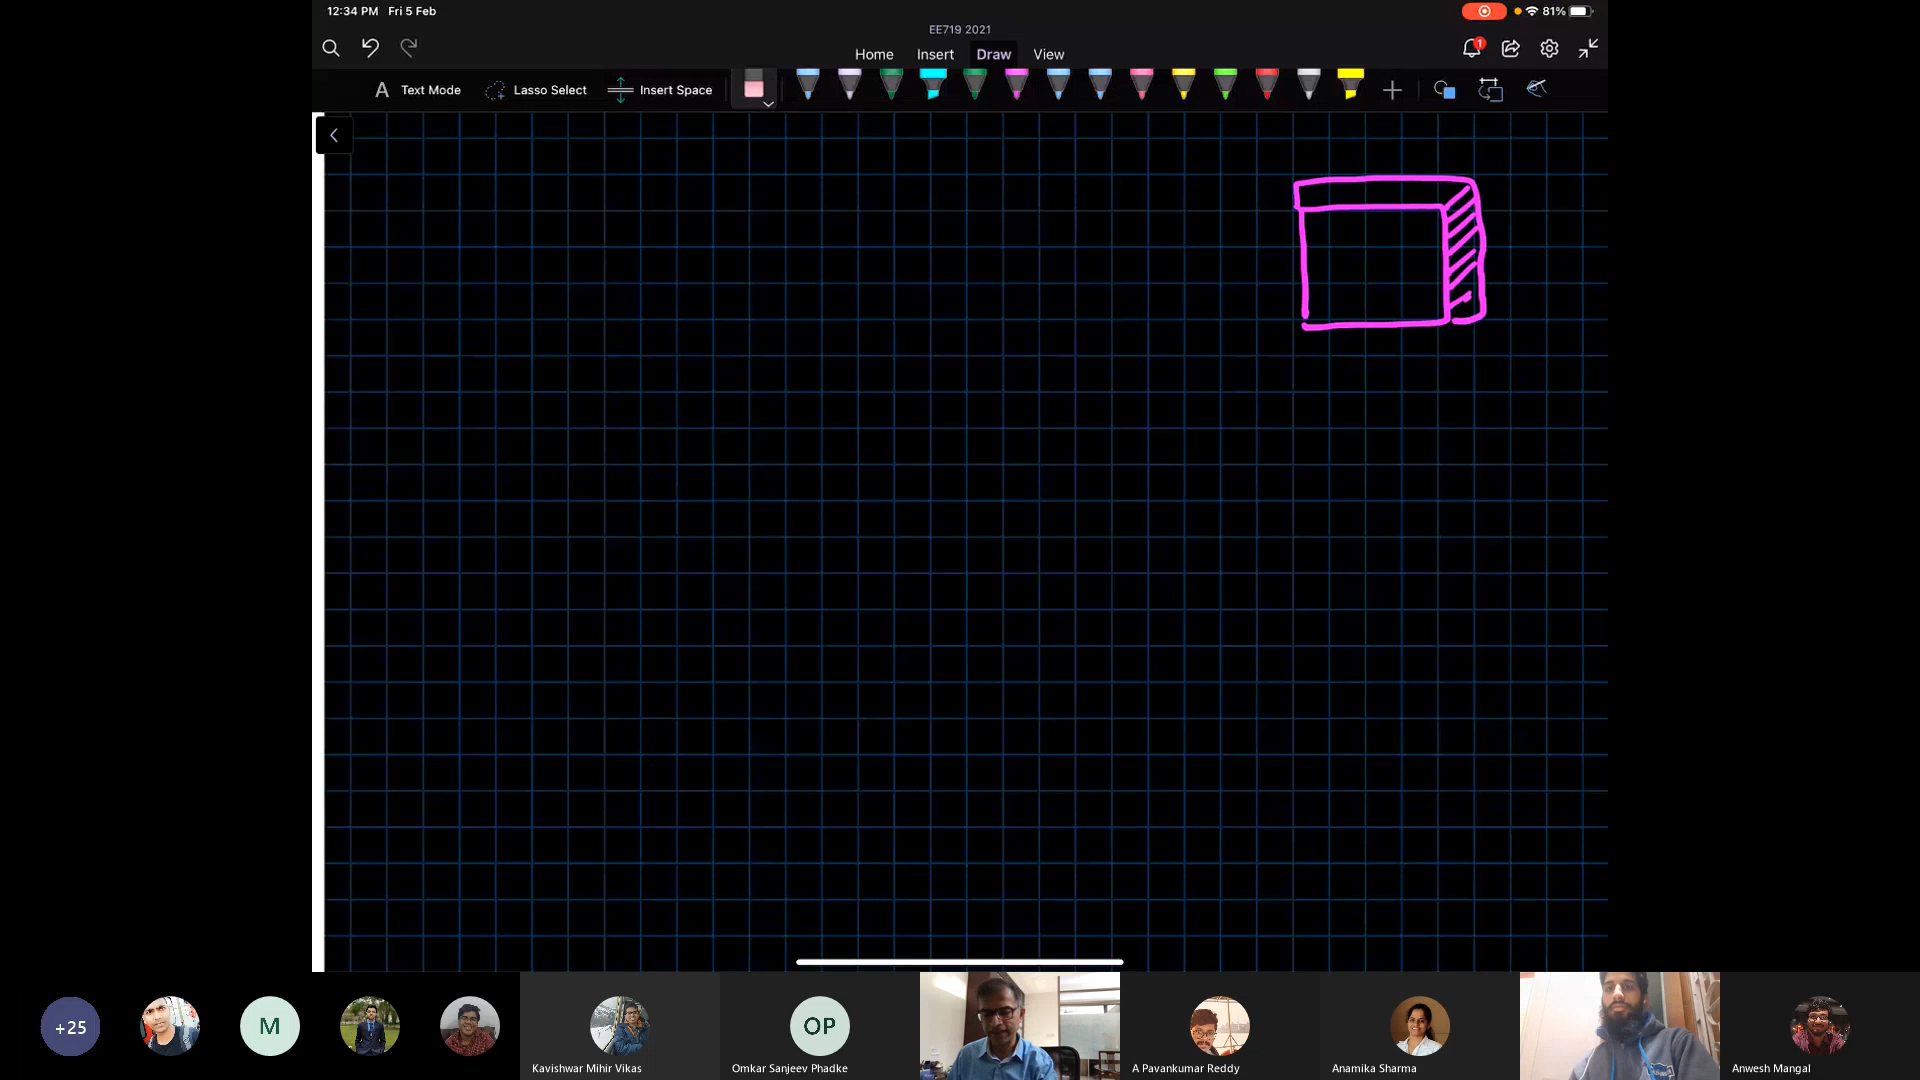 12:34 PM Fri 5 Feb
81%
EE719 2021
Home Insert Draw View
1
Text Mode
Lasso Select
Insert Space
+25
M
Kavishwar Mihir Vikas
OP
Omkar Sanjeev Phadke
A Pavankumar Reddy
Anamika Sharma
Anwesh Mangal